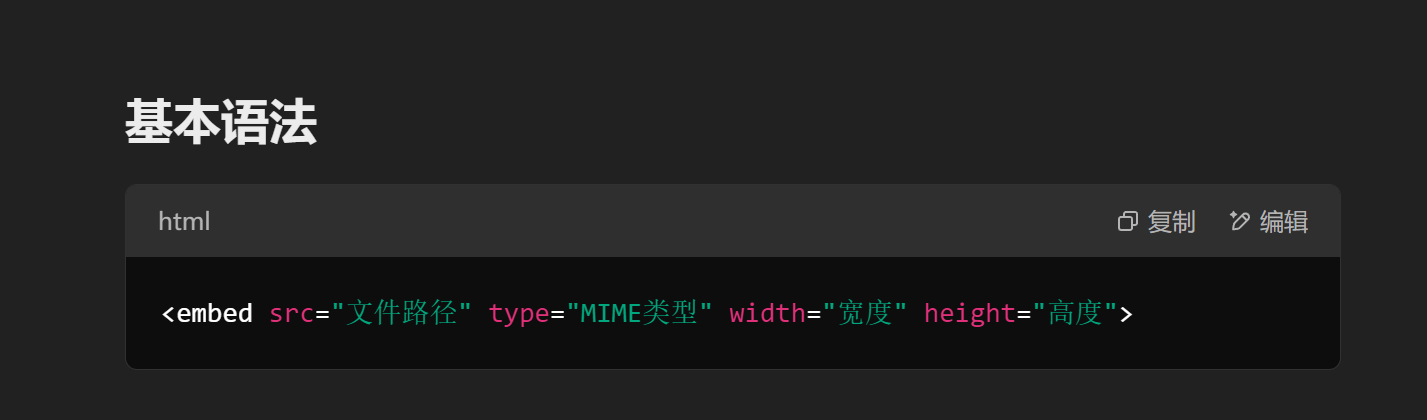 基本语法
html 复制 编辑
<embed src="文件路径" type="MIME类型" width="宽度" height="高度">